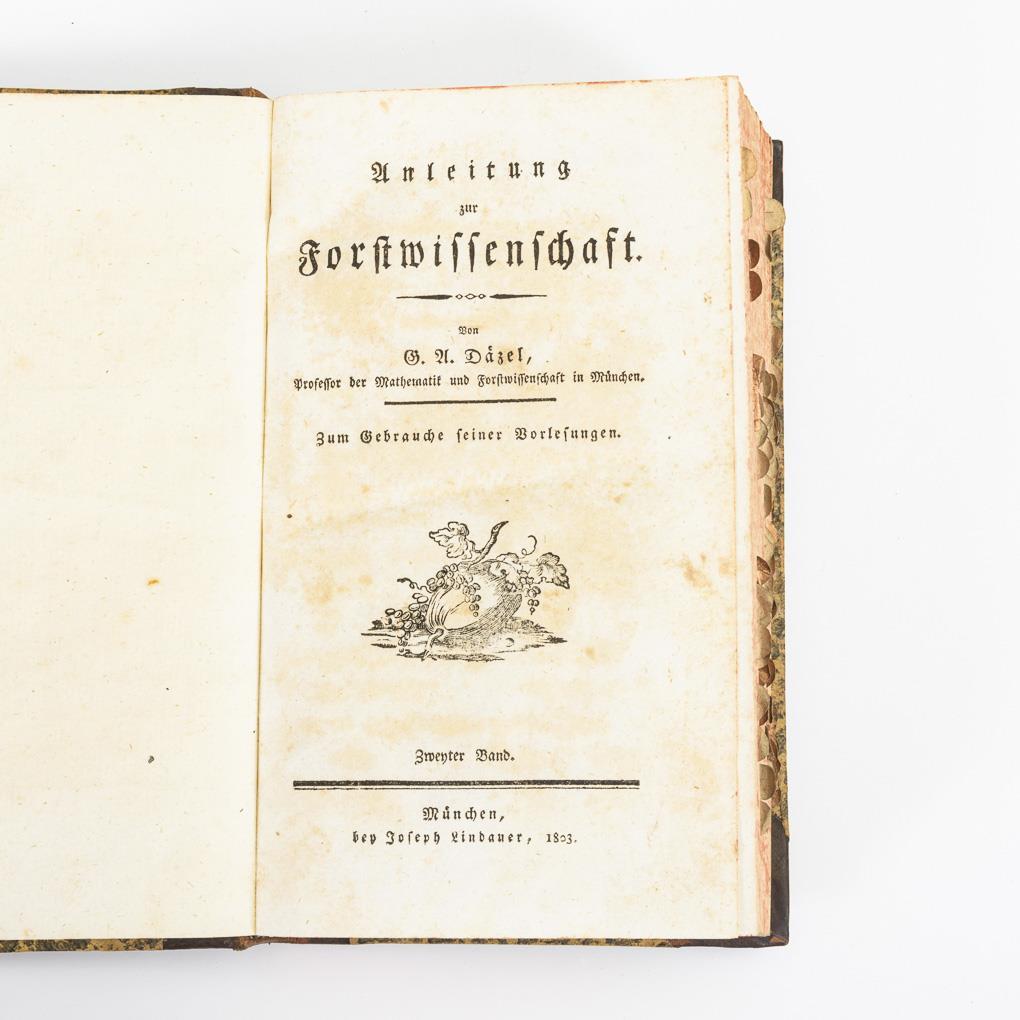 Anleitung
zur
Forſtwiſſenſchaft.
Von
G. A. Däzel,
Profeſſor der Mathematik und Forſtwiſſenſchaft in München.
Zum Gebrauche ſeiner Vorleſungen.
Zweyter Band.
München,
bey Joſeph Lindauer, 1803.